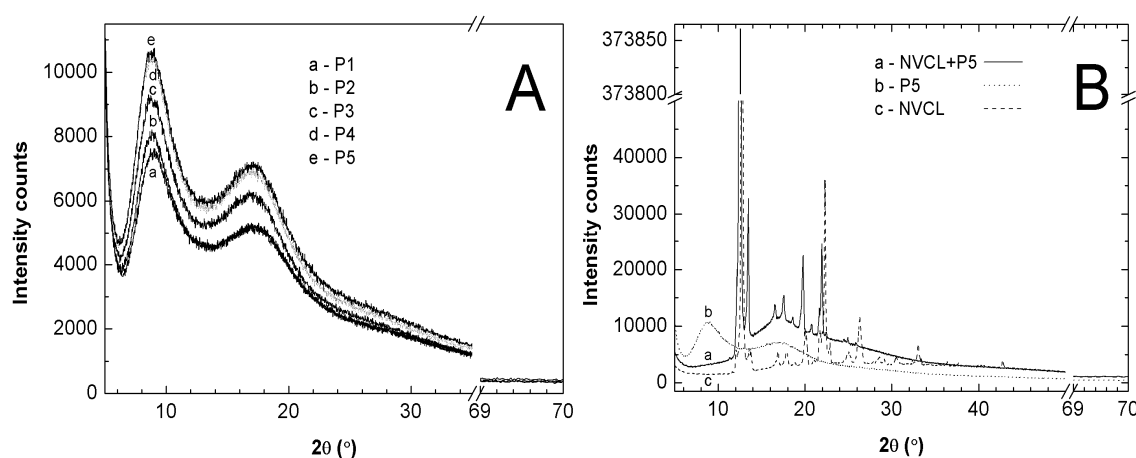 e
d
c
b
a
a - P1
b - P2
c - P3
d - P4
e - P5
A
Intensity counts
10000
8000
6000
4000
2000
0
10 20 30 69 70
2θ (°)
373850
373800
a - NVCL+P5
b - P5
c - NVCL
B
Intensity counts
40000
30000
20000
10000
0
b
a
c
10 20 30 40 69 70
2θ (°)